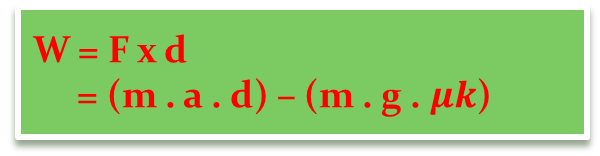 W = F x d
= (m . a . d) – (m . g . μk)